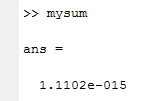 >> mysum
ans =
1.1102e-015